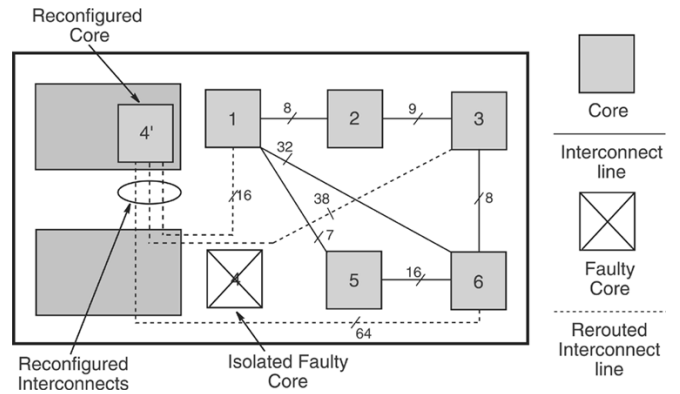 Reconfigured
Core
4'
1
8
2
9
3
Core
32
Interconnect
line
16
38
8
7
4
5
16
6
Faulty
Core
64
Reconfigured
Interconnects
Isolated Faulty
Core
Rerouted
Interconnect
line